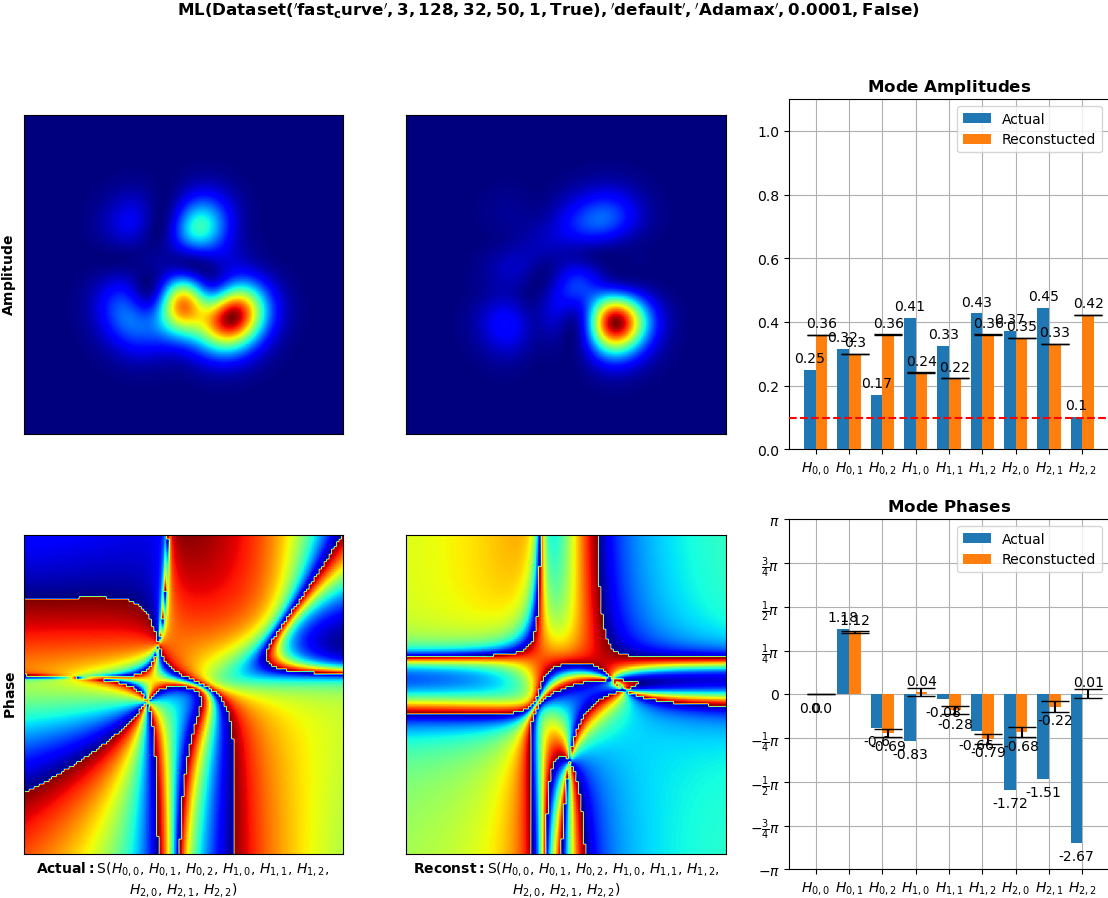 ML(Dataset('fast_curve', 3, 128, 32, 50, 1, True), 'default', 'Adamax', 0.0001, False)
Amplitude
Mode Amplitudes
Actual
Reconstucted
1.0
0.8
0.6
0.4
0.2
0.0
0.25
0.36
0.32
0.3
0.17
0.36
0.41
0.24
0.33
0.22
0.43
0.36
0.37
0.35
0.45
0.33
0.1
0.42
H0,0 H0,1 H0,2 H1,0 H1,1 H1,2 H2,0 H2,1 H2,2
Phase
Actual: S(H0,0, H0,1, H0,2, H1,0, H1,1, H1,2,
H2,0, H2,1, H2,2)
Reconst: S(H0,0, H0,1, H0,2, H1,0, H1,1, H1,2,
H2,0, H2,1, H2,2)
Mode Phases
Actual
Reconstucted
π
3/4π
1/2π
1/4π
0
−1/4π
−1/2π
−3/4π
−π
0.0
0.0
1.18
1.12
-0.6
-0.69
-0.83
0.04
-0.08
-0.28
-0.66
-0.79
-1.72
-0.68
-1.51
-0.22
-2.67
0.01
H0,0 H0,1 H0,2 H1,0 H1,1 H1,2 H2,0 H2,1 H2,2